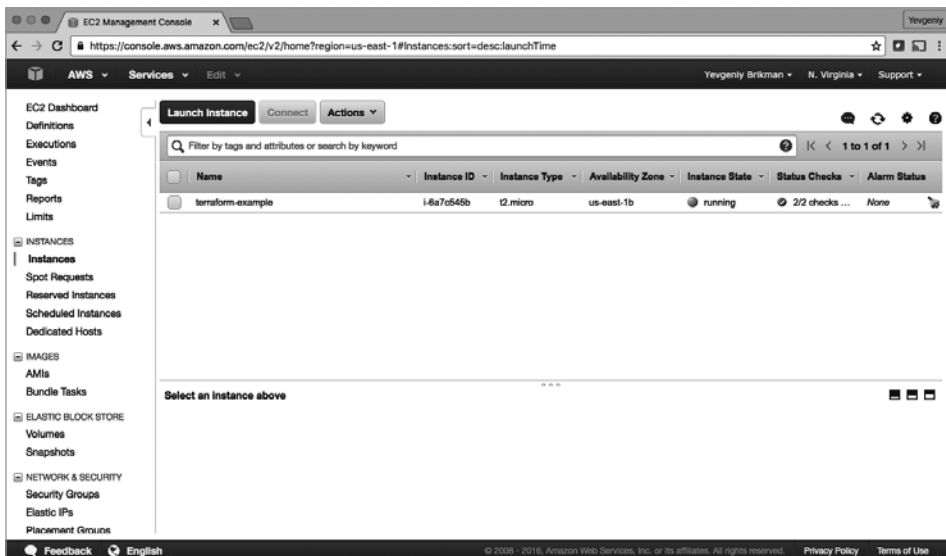 EC2 Management Console
Yevgeniy
https://console.aws.amazon.com/ec2/v2/home?region=us-east-1#Instances:sort=desc:launchTime
AWS Services Edit Yevgeniy Brikman N. Virginia Support
EC2 Dashboard
Definitions
Executions
Events
Tags
Reports
Limits
INSTANCES
Instances
Spot Requests
Reserved Instances
Scheduled Instances
Dedicated Hosts
IMAGES
AMIs
Bundle Tasks
ELASTIC BLOCK STORE
Volumes
Snapshots
NETWORK & SECURITY
Security Groups
Elastic IPs
Placement Groups
Launch Instance Connect Actions
Filter by tags and attributes or search by keyword 1 to 1 of 1
Name Instance ID Instance Type Availability Zone Instance State Status Checks Alarm Status
terraform-example i-6a7c545b t2.micro us-east-1b running 2/2 checks ... None
Select an instance above
Feedback English © 2008 - 2016, Amazon Web Services, Inc. or its affiliates. All rights reserved. Privacy Policy Terms of Use